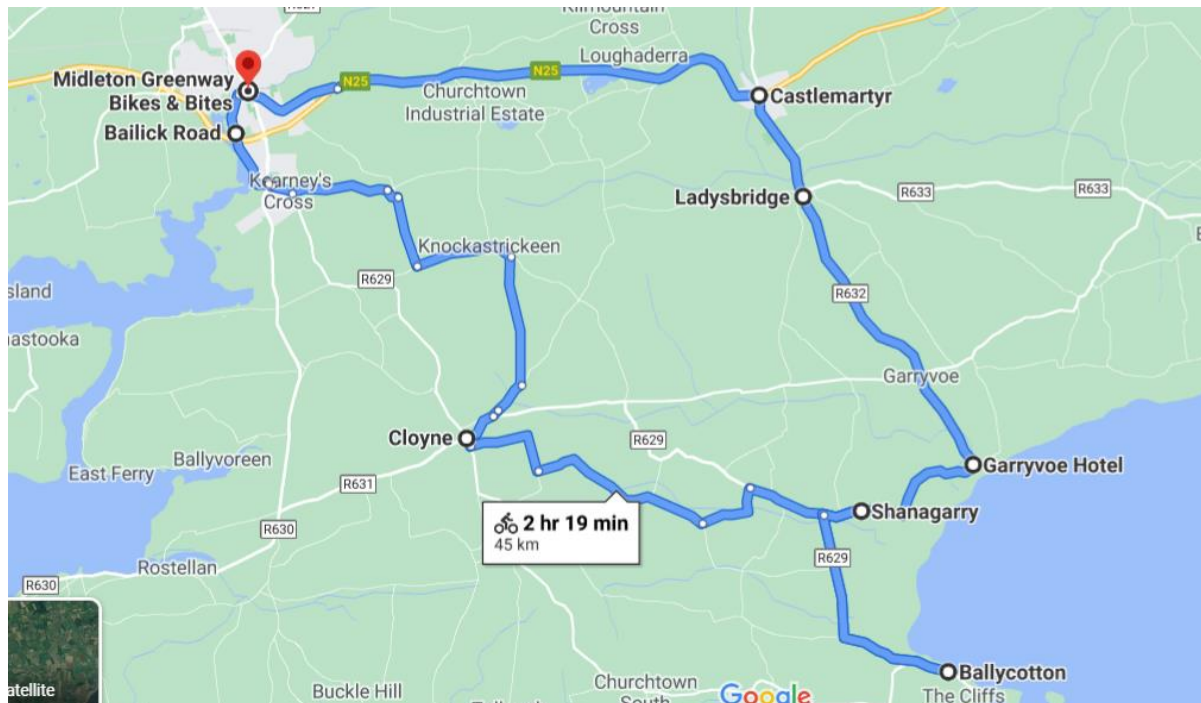 Kilmountain
Cross
Midleton Greenway
Bikes & Bites
N25
N25
Loughaderra
Churchtown
Industrial Estate
Castlemartyr
Bailick Road
Kearney's
Cross
Ladysbridge
R633
R633
Knockastrickeen
R629
R632
sland
nastooka
Garryvoe
Cloyne
R629
Ballyvoreen
East Ferry
R631
Garryvoe Hotel
2 hr 19 min
45 km
Shanagarry
R630
R629
Rostellan
R630
Ballycotton
The Cliffs
Buckle Hill
Churchtown
South
Google
atellite